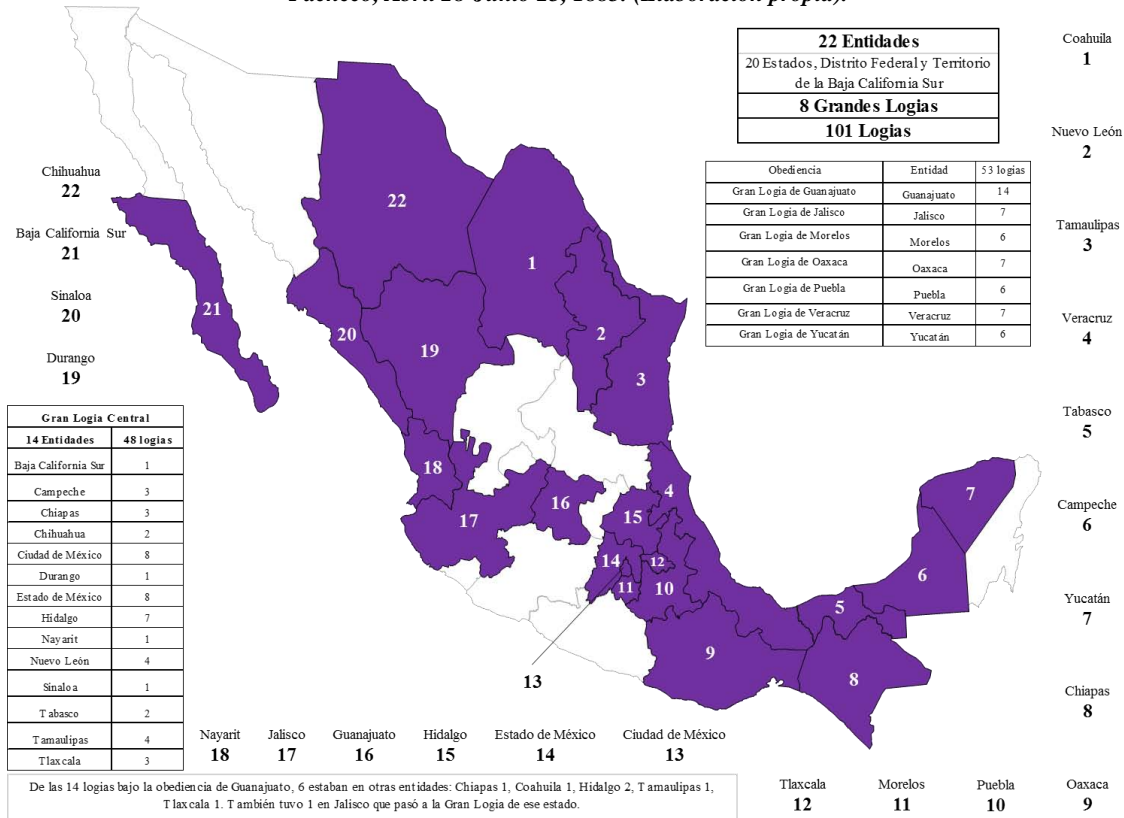 Pacheco, Abril 26-Junio 15, 1883. (Elaboración propia).
22 Entidades
20 Estados, Distrito Federal y Territorio
de la Baja California Sur
8 Grandes Logias
101 Logias
Obediencia Entidad 53 logias
Gran Logia de Guanajuato Guanajuato 14
Gran Logia de Jalisco Jalisco 7
Gran Logia de Morelos Morelos 6
Gran Logia de Oaxaca Oaxaca 7
Gran Logia de Puebla Puebla 6
Gran Logia de Veracruz Veracruz 7
Gran Logia de Yucatán Yucatán 6
Coahuila
1
Nuevo León
2
Tamaulipas
3
Veracruz
4
Tabasco
5
Campeche
6
Yucatán
7
Chiapas
8
Oaxaca
9
Puebla
10
Morelos
11
Tlaxcala
12
Ciudad de México
13
Estado de México
14
Hidalgo
15
Guanajuato
16
Jalisco
17
Nayarit
18
Durango
19
Sinaloa
20
Baja California Sur
21
Chihuahua
22
22
1
21
20
19
2
3
18
17
16
15
4
14
12
11
10
13
9
5
6
7
8
Gran Logia Central
14 Entidades 48 logias
Baja California Sur 1
Campeche 3
Chiapas 3
Chihuahua 2
Ciudad de México 8
Durango 1
Estado de México 8
Hidalgo 7
Nayarit 1
Nuevo León 4
Sinaloa 1
Tabasco 2
Tamaulipas 4
Tlaxcala 3
De las 14 logias bajo la obediencia de Guanajuato, 6 estaban en otras entidades: Chiapas 1, Coahuila 1, Hidalgo 2, Tamaulipas 1,
Tlaxcala 1. También tuvo 1 en Jalisco que pasó a la Gran Logia de ese estado.